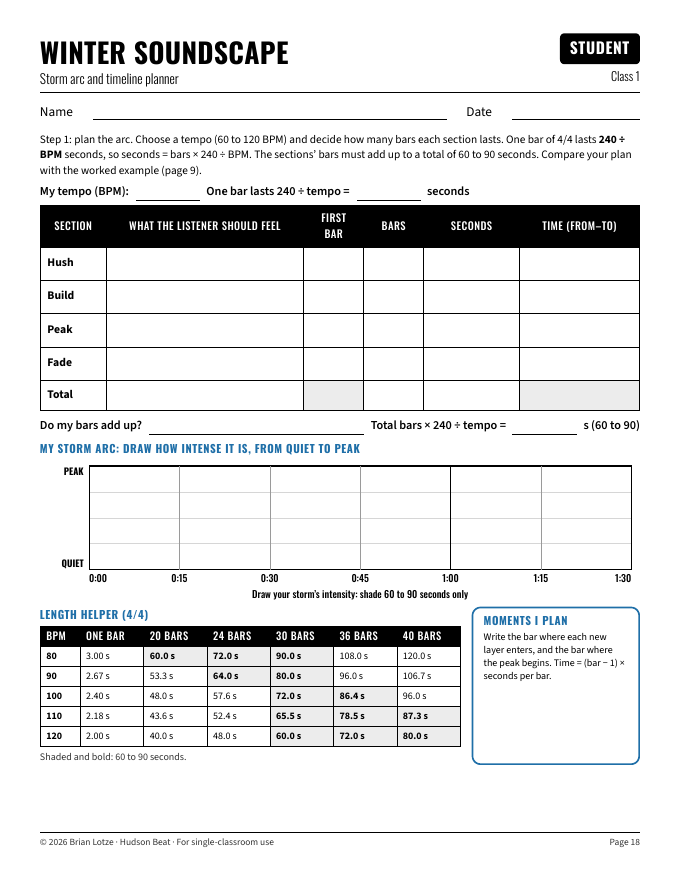 WINTER SOUNDSCAPE
STUDENT
Storm arc and timeline planner
Class 1
Name Date
Step 1: plan the arc. Choose a tempo (60 to 120 BPM) and decide how many bars each section lasts. One bar of 4/4 lasts 240 ÷
BPM seconds, so seconds = bars × 240 ÷ BPM. The sections’ bars must add up to a total of 60 to 90 seconds. Compare your plan
with the worked example (page 9).
My tempo (BPM): One bar lasts 240 ÷ tempo = seconds
SECTION WHAT THE LISTENER SHOULD FEEL FIRST BAR BARS SECONDS TIME (FROM–TO)
Hush
Build
Peak
Fade
Total
Do my bars add up? Total bars × 240 ÷ tempo = s (60 to 90)
MY STORM ARC: DRAW HOW INTENSE IT IS, FROM QUIET TO PEAK
PEAK
QUIET
0:00 0:15 0:30 0:45 1:00 1:15 1:30
Draw your storm’s intensity: shade 60 to 90 seconds only
LENGTH HELPER (4/4)
BPM ONE BAR 20 BARS 24 BARS 30 BARS 36 BARS 40 BARS
80 3.00 s 60.0 s 72.0 s 90.0 s 108.0 s 120.0 s
90 2.67 s 53.3 s 64.0 s 80.0 s 96.0 s 106.7 s
100 2.40 s 48.0 s 57.6 s 72.0 s 86.4 s 96.0 s
110 2.18 s 43.6 s 52.4 s 65.5 s 78.5 s 87.3 s
120 2.00 s 40.0 s 48.0 s 60.0 s 72.0 s 80.0 s
Shaded and bold: 60 to 90 seconds.
MOMENTS I PLAN
Write the bar where each new
layer enters, and the bar where
the peak begins. Time = (bar − 1) ×
seconds per bar.
© 2026 Brian Lotze · Hudson Beat · For single-classroom use
Page 18